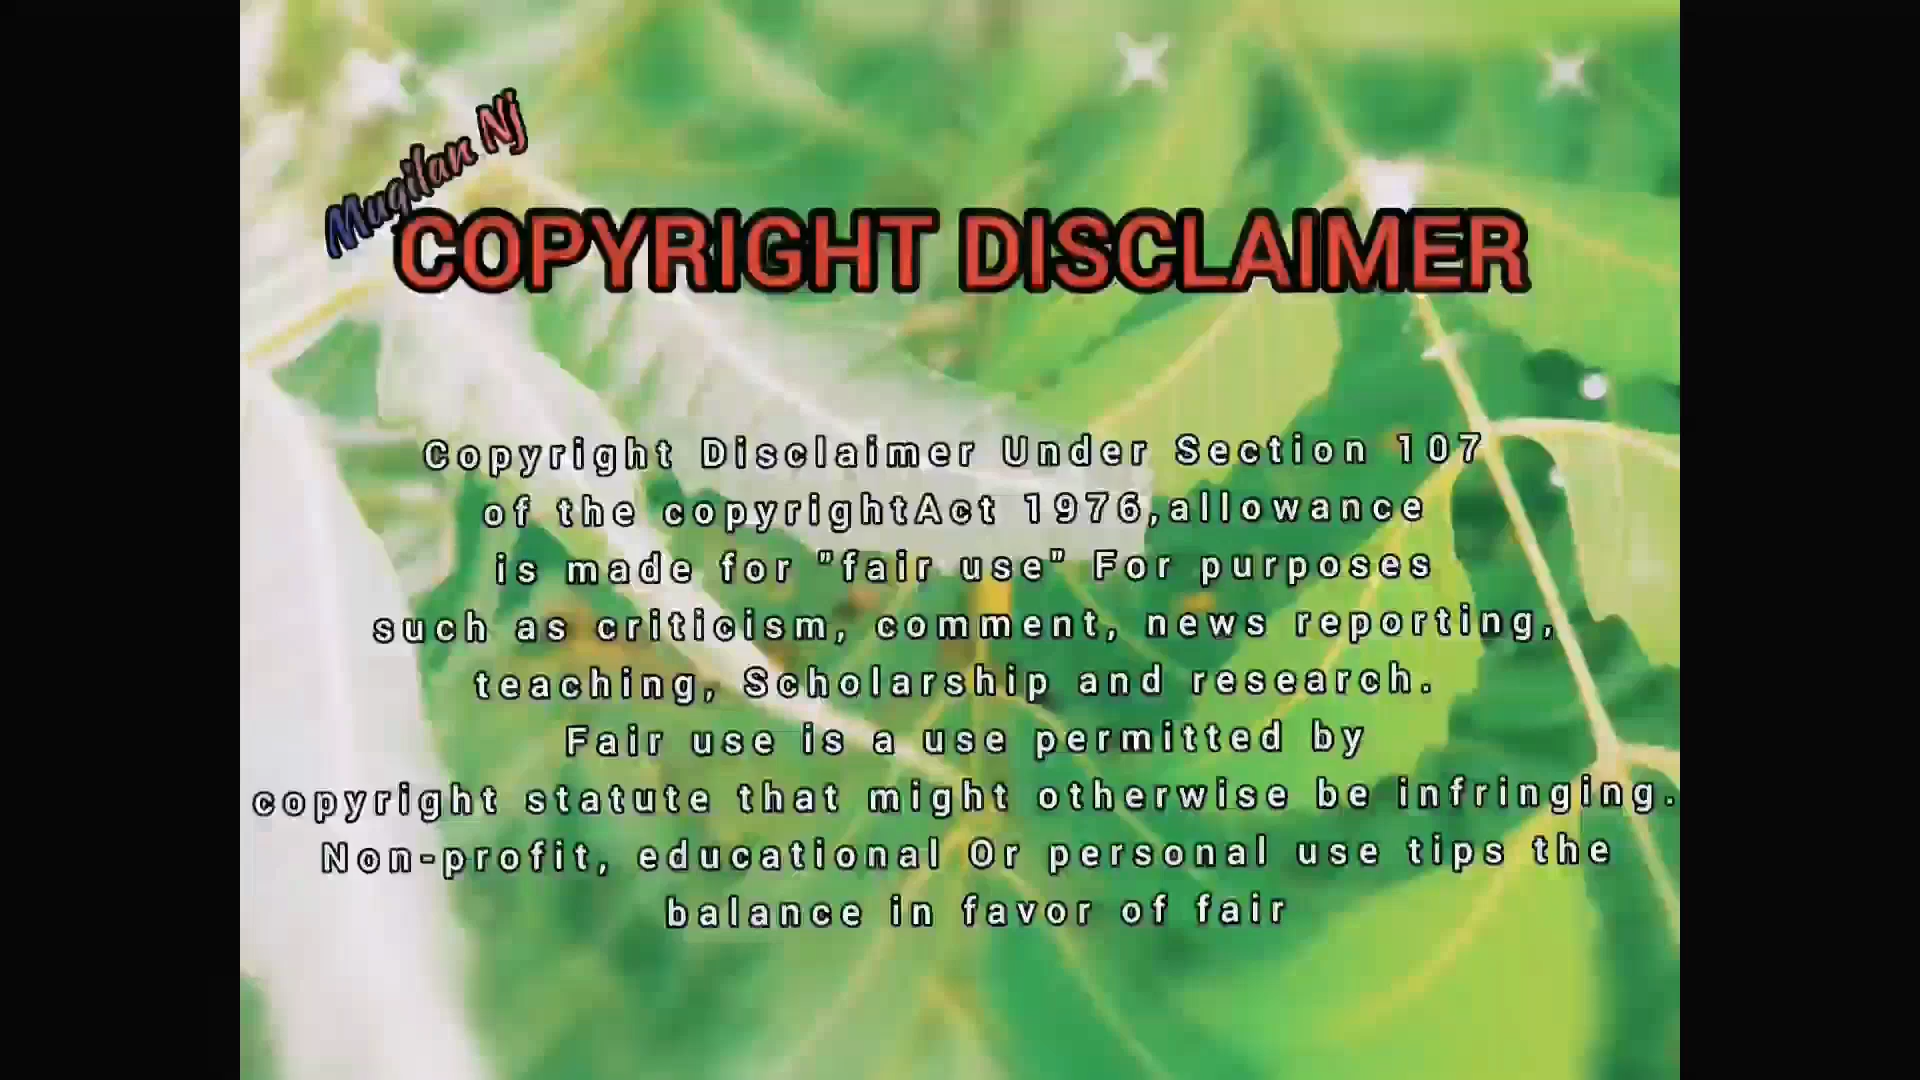 Mugilan Nj
COPYRIGHT DISCLAIMER
Copyright Disclaimer Under Section 107
of the copyrightAct 1976,allowance
is made for "fair use" For purposes
such as criticism, comment, news reporting,
teaching, Scholarship and research.
Fair use is a use permitted by
copyright statute that might otherwise be infringing.
Non-profit, educational Or personal use tips the
balance in favor of fair